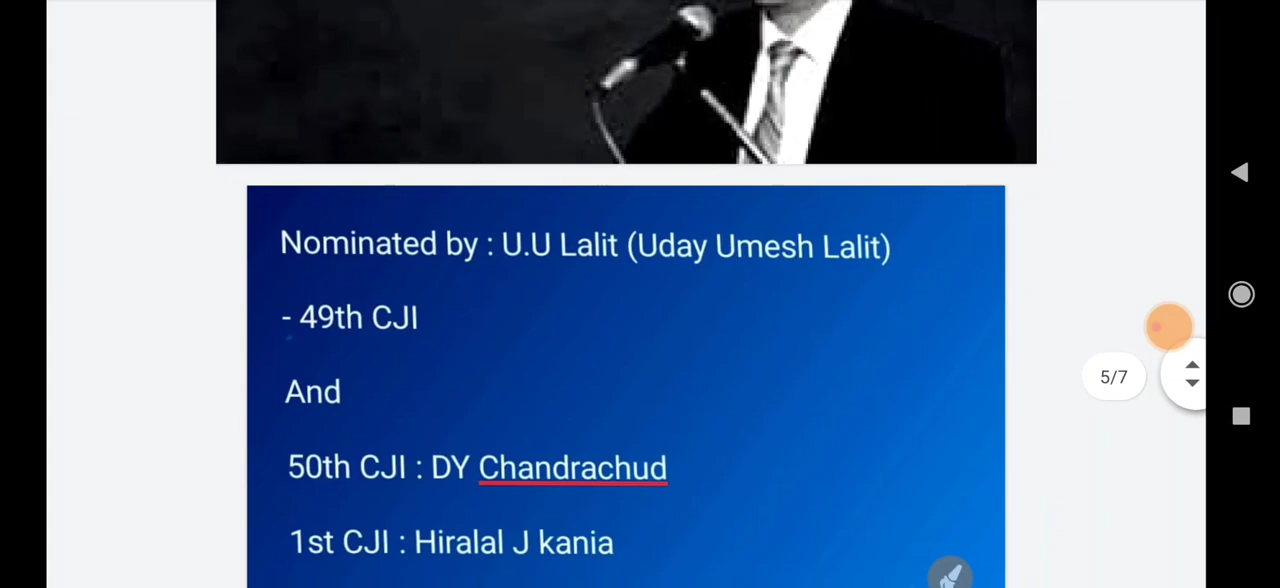 Nominated by : U.U Lalit (Uday Umesh Lalit)
- 49th CJI
And
50th CJI : DY Chandrachud
5/7
1st CJI : Hiralal J kania